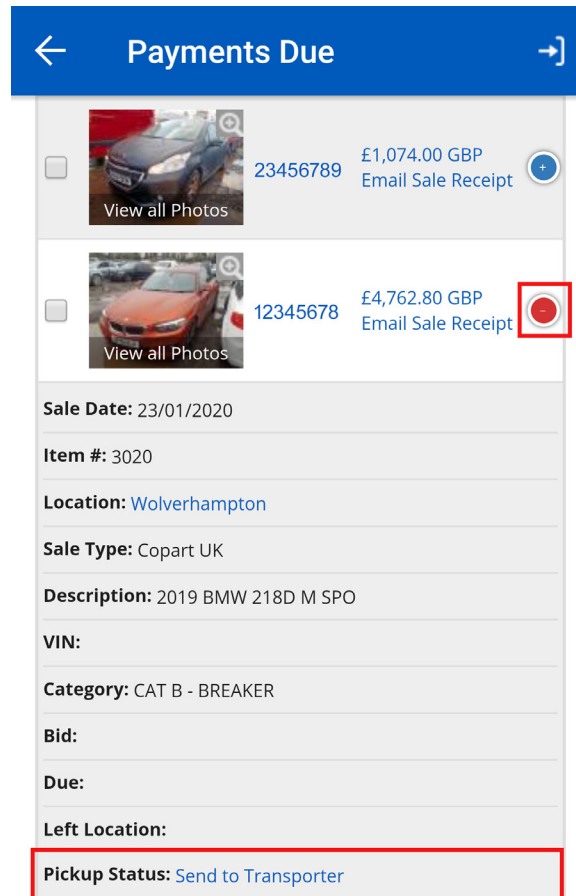 Payments Due
View all Photos
23456789
£1,074.00 GBP
Email Sale Receipt
+
View all Photos
12345678
£4,762.80 GBP
Email Sale Receipt
-
Sale Date: 23/01/2020
Item #: 3020
Location: Wolverhampton
Sale Type: Copart UK
Description: 2019 BMW 218D M SPO
VIN:
Category: CAT B - BREAKER
Bid:
Due:
Left Location:
Pickup Status: Send to Transporter